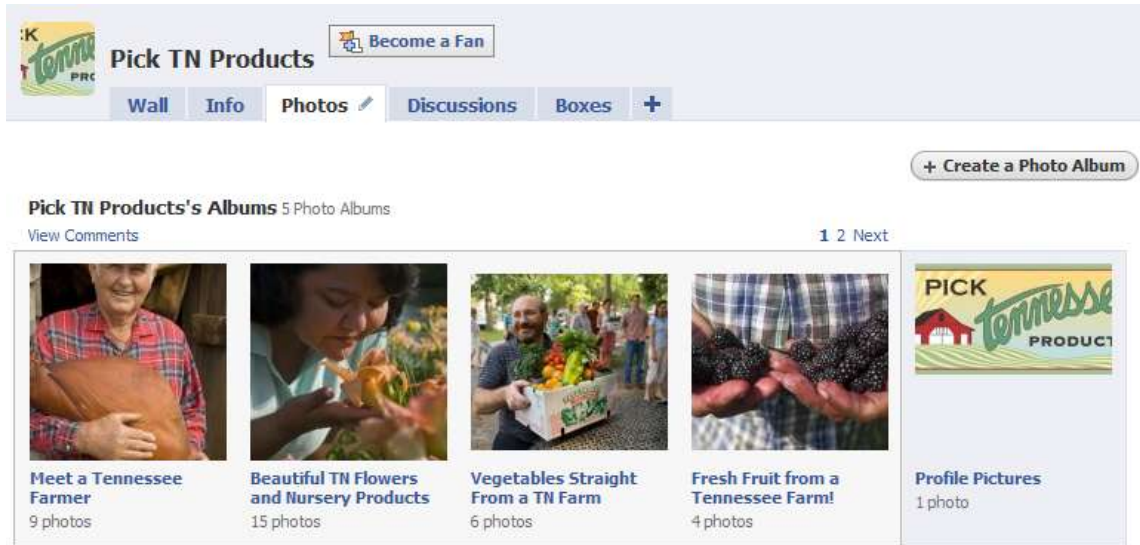 Pick TN Products
Become a Fan
Wall Info Photos Discussions Boxes +
+ Create a Photo Album
Pick TN Products's Albums 5 Photo Albums
View Comments
1 2 Next
PICK
PRODUCT
Meet a Tennessee
Farmer
9 photos
Beautiful TN Flowers
and Nursery Products
15 photos
Vegetables Straight
From a TN Farm
6 photos
Fresh Fruit from a
Tennessee Farm!
4 photos
Profile Pictures
1 photo